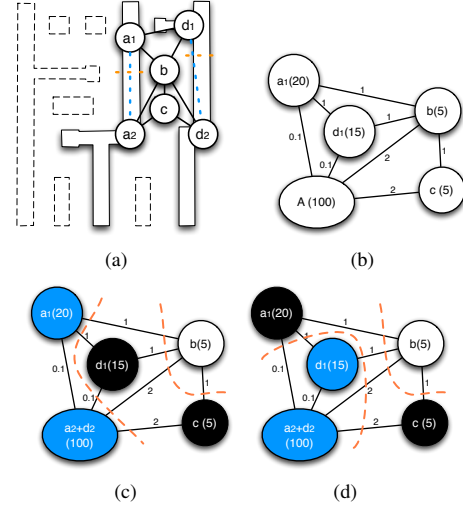 a1
d1
b
c
a2
d2
(a)
a1(20)
1
b(5)
1
d1(15)
1
0.1
0.1
2
1
A (100)
2
c (5)
(b)
a1(20)
1
b(5)
1
d1(15)
1
0.1
0.1
2
1
a2+d2
(100)
2
c (5)
(c)
a1(20)
1
b(5)
1
d1(15)
1
0.1
0.1
2
1
a2+d2
(100)
2
c (5)
(d)